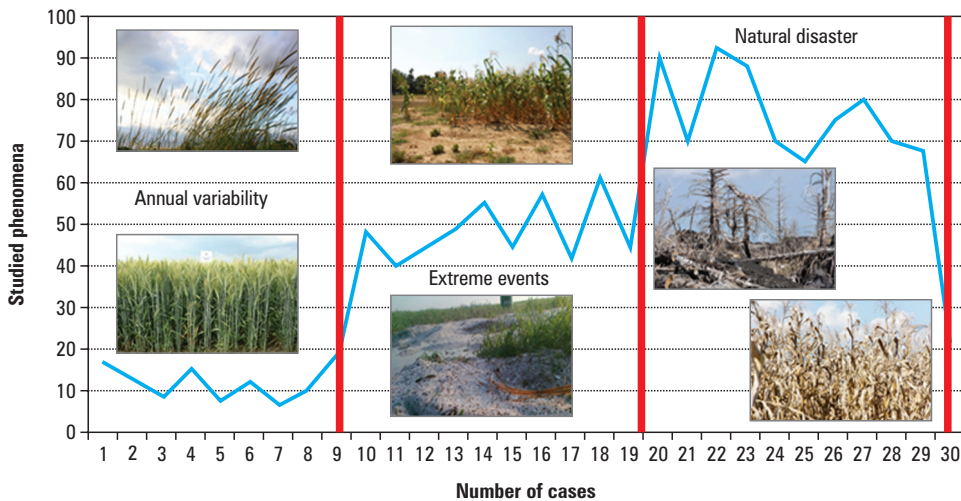 100
90
80
70
60
50
40
30
20
10
0
Studied phenomena
Annual variability
Extreme events
Natural disaster
1 2 3 4 5 6 7 8 9 10 11 12 13 14 15 16 17 18 19 20 21 22 23 24 25 26 27 28 29 30
Number of cases